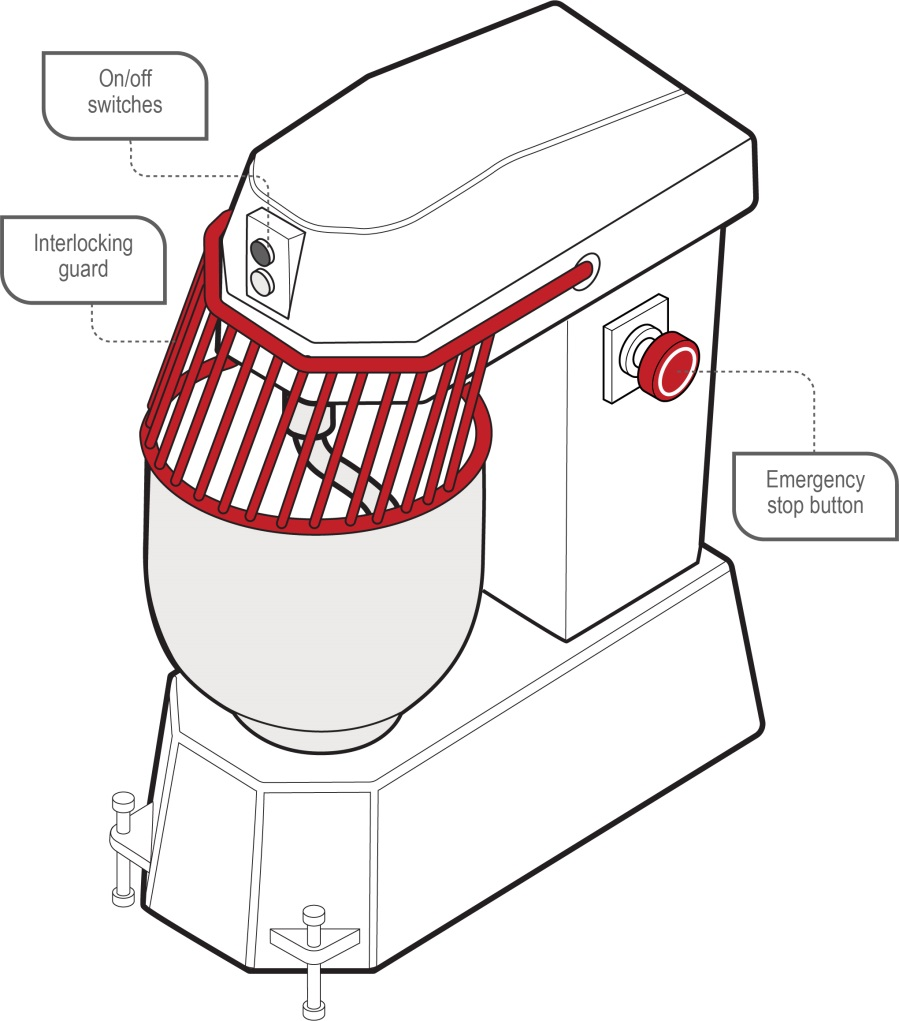 On/off
switches
Interlocking
guard
Emergency
stop button